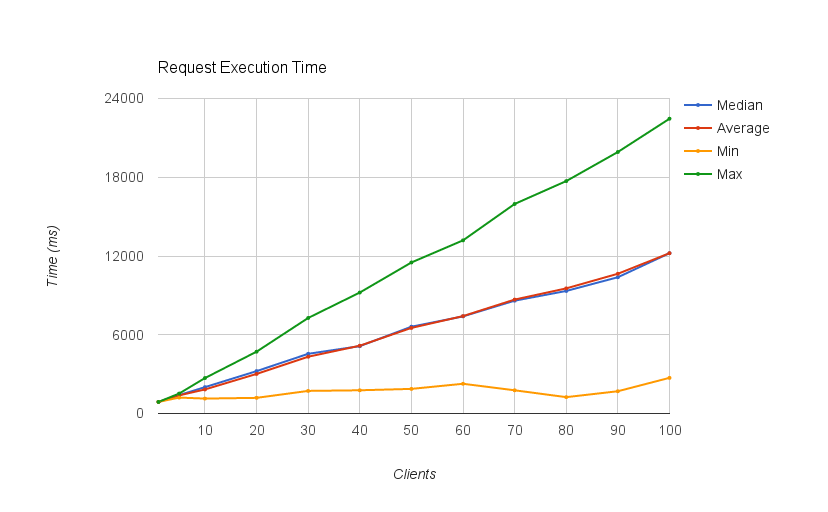 Request Execution Time
24000
18000
12000
6000
0
Time (ms)
10 20 30 40 50 60 70 80 90 100
Clients
Median
Average
Min
Max